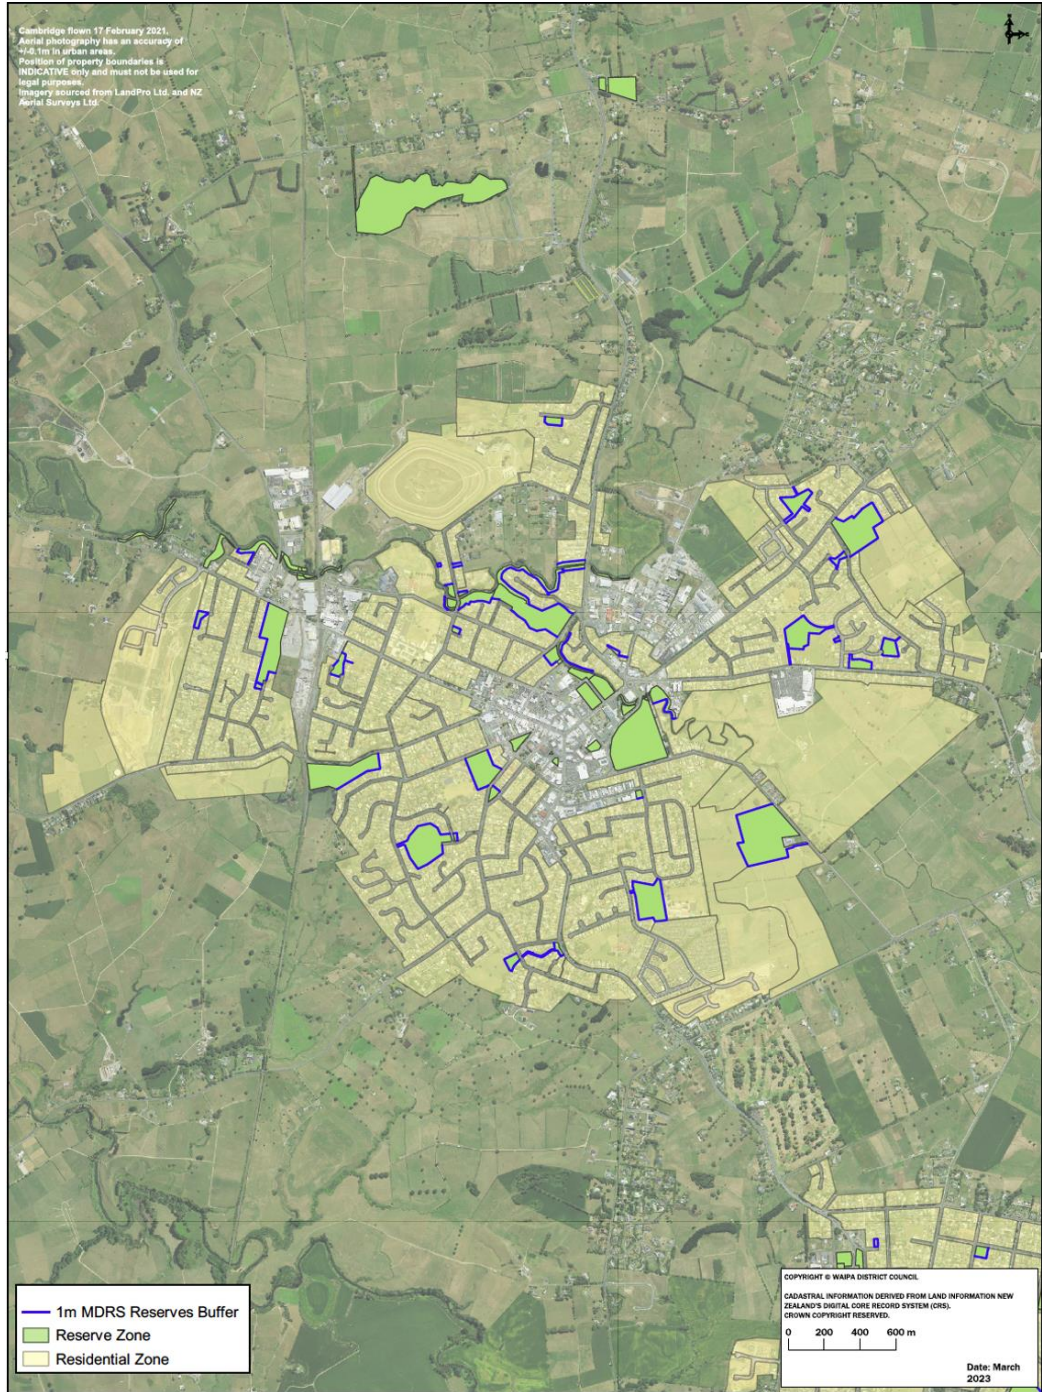 Cambridge flown 17 February 2021.
Aerial photography has an accuracy of
+/-0.1m in urban areas.
Position of property boundaries is
INDICATIVE only and must not be used for
legal purposes.
Imagery sourced from LandPro Ltd. and NZ
Aerial Surveys Ltd.
1m MDRS Reserves Buffer
Reserve Zone
Residential Zone
COPYRIGHT © WAIPA DISTRICT COUNCIL
CADASTRAL INFORMATION DERIVED FROM LAND INFORMATION NEW
ZEALAND'S DIGITAL CORE RECORD SYSTEM (CRS).
CROWN COPYRIGHT RESERVED.
0 200 400 600 m
Date: March
2023